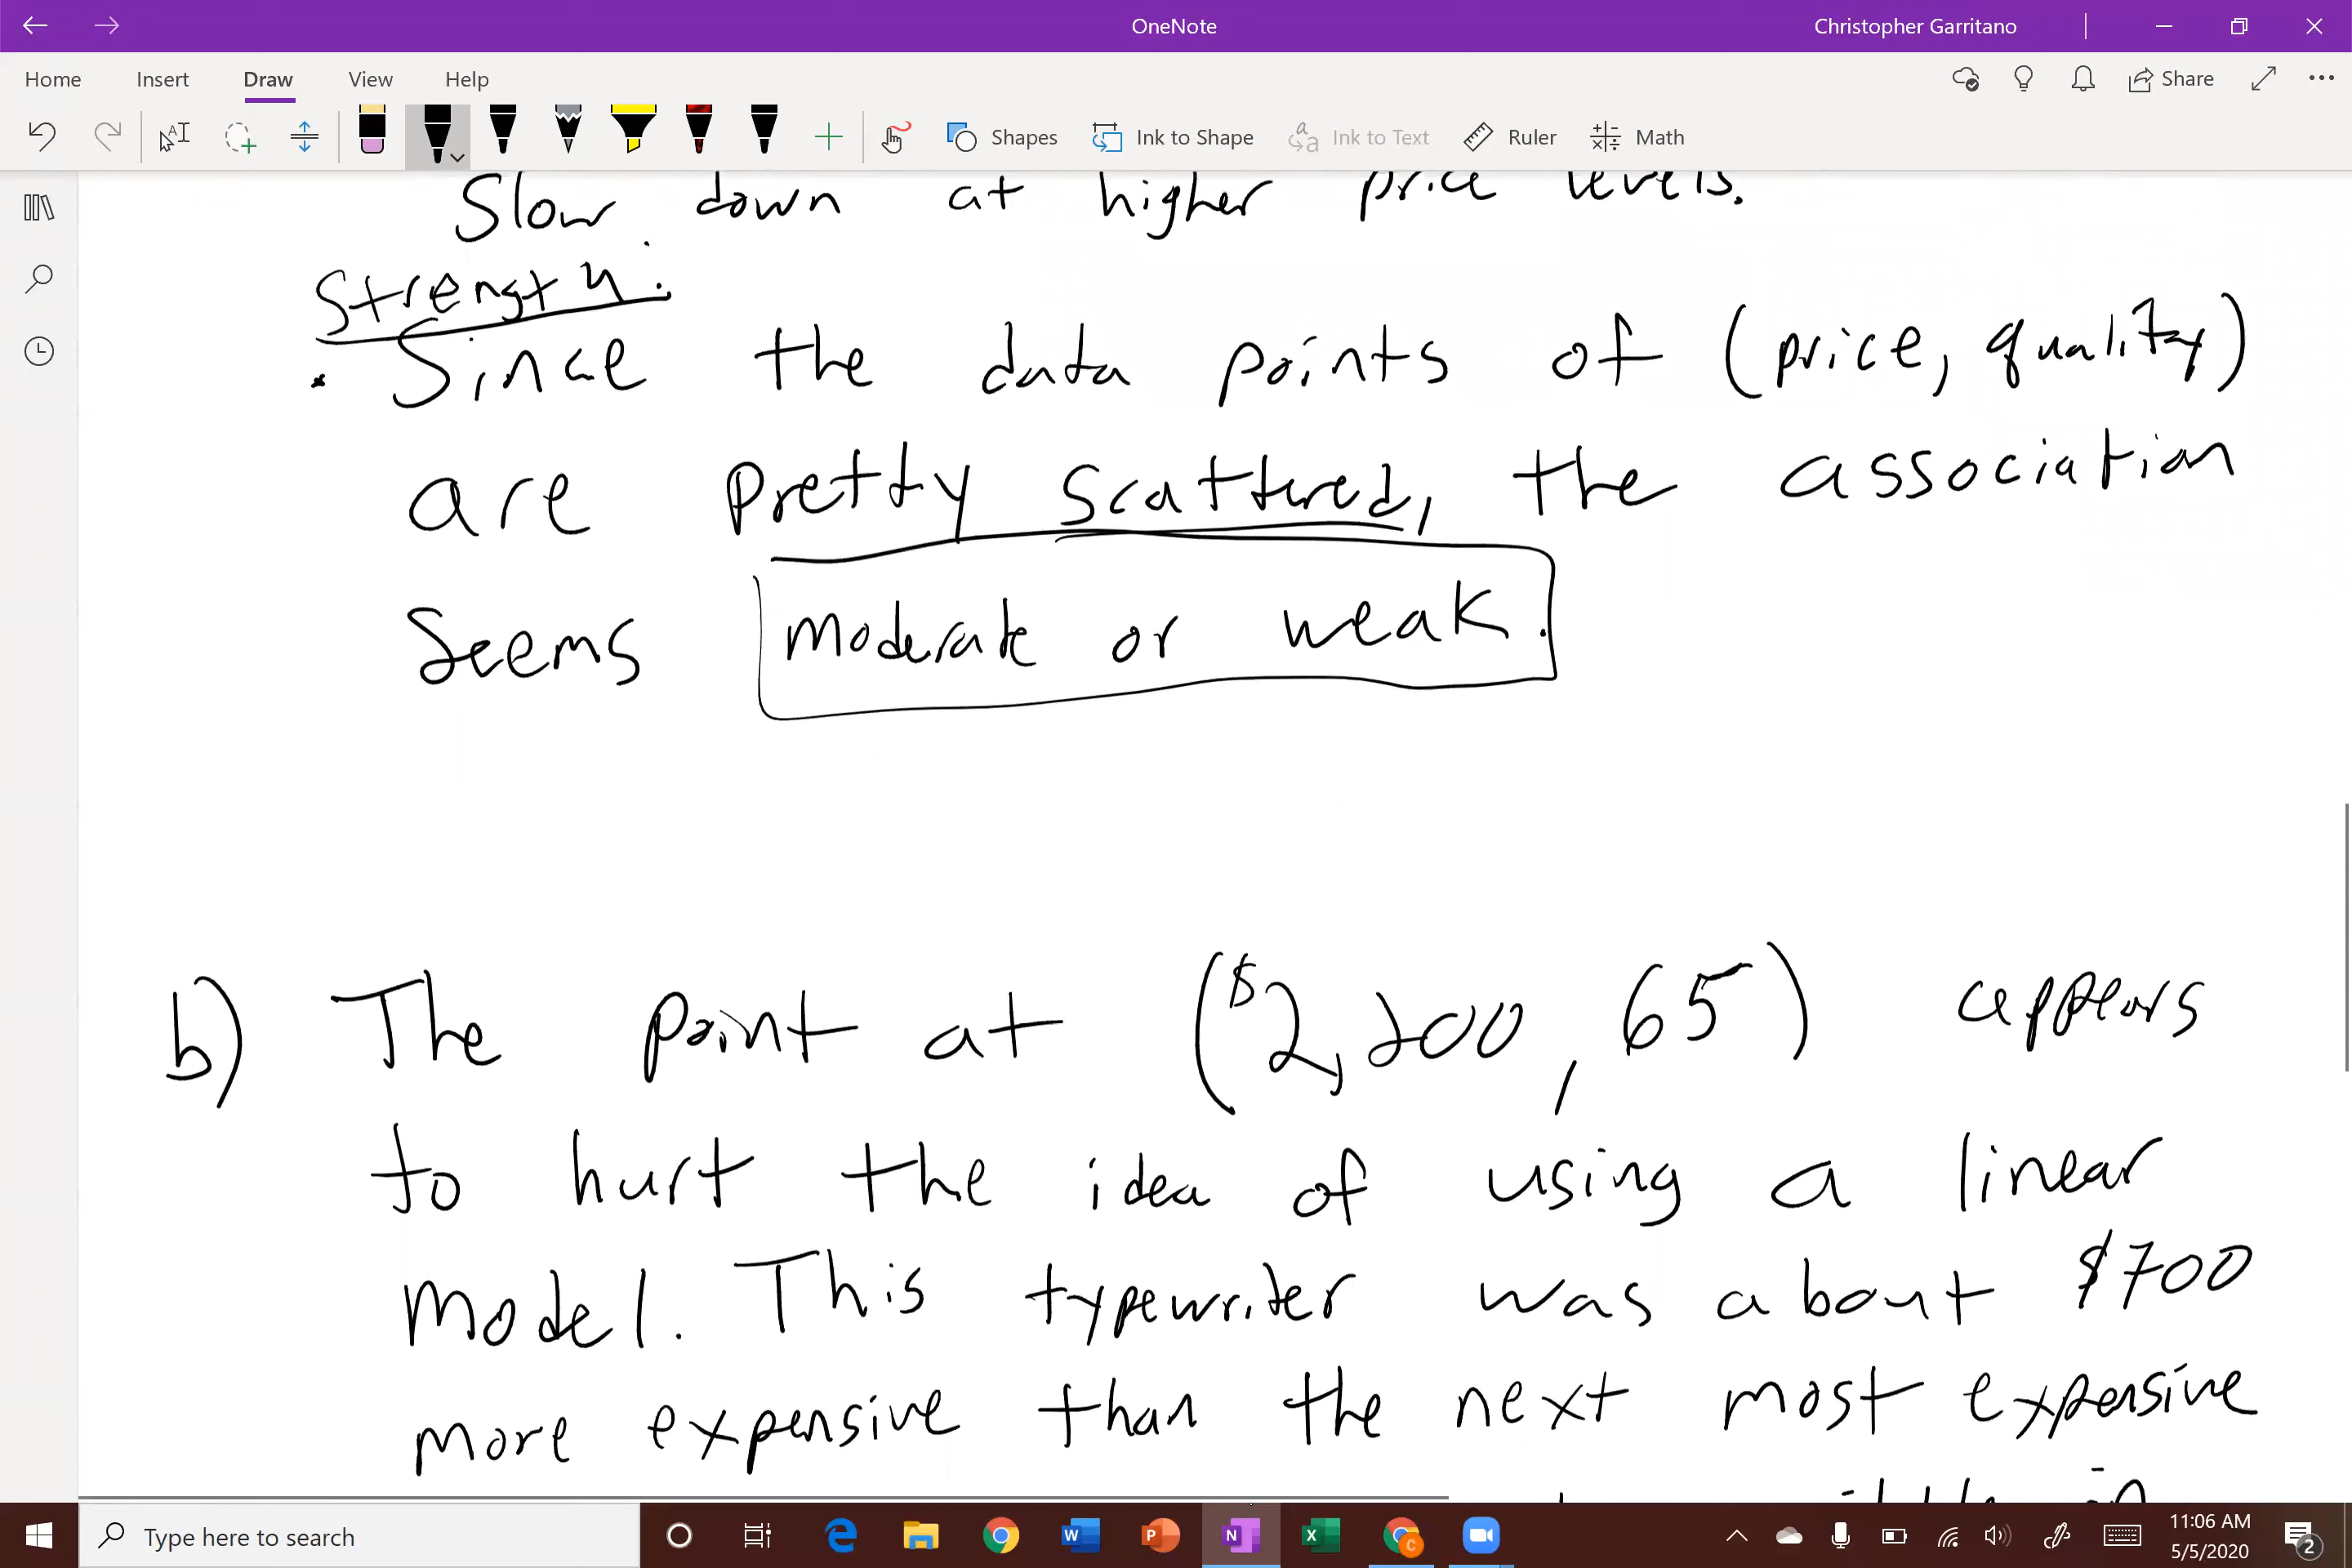 OneNote
Christopher Garritano
Home Insert Draw View Help
Share
Shapes Ink to Shape Ink to Text Ruler Math
Slow down at higher price levels.
Strength:
. Since the data points of (price, quality)
are pretty scattered, the association
seems moderate or weak.
b) The point at ($2,200, 65) appears
to hurt the idea of using a linear
model. This typewriter was about $700
more expensive than the next most expensive
Type here to search
11:06 AM
5/5/2020
2